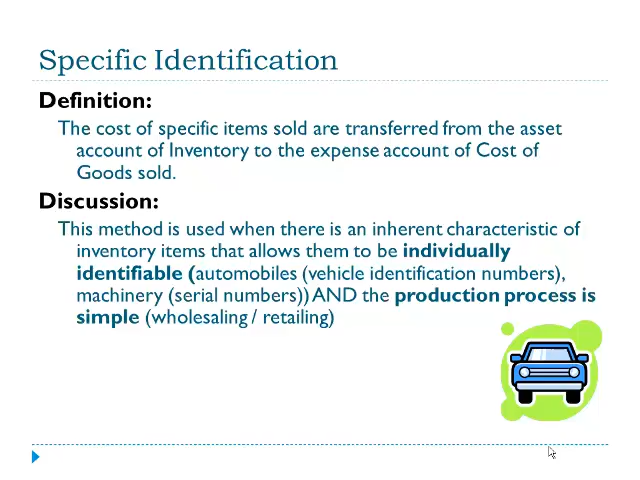 Specific Identification
Definition:
The cost of specific items sold are transferred from the asset
account of Inventory to the expense account of Cost of
Goods sold.
Discussion:
This method is used when there is an inherent characteristic of
inventory items that allows them to be individually
identifiable (automobiles (vehicle identification numbers),
machinery (serial numbers)) AND the production process is
simple (wholesaling / retailing)